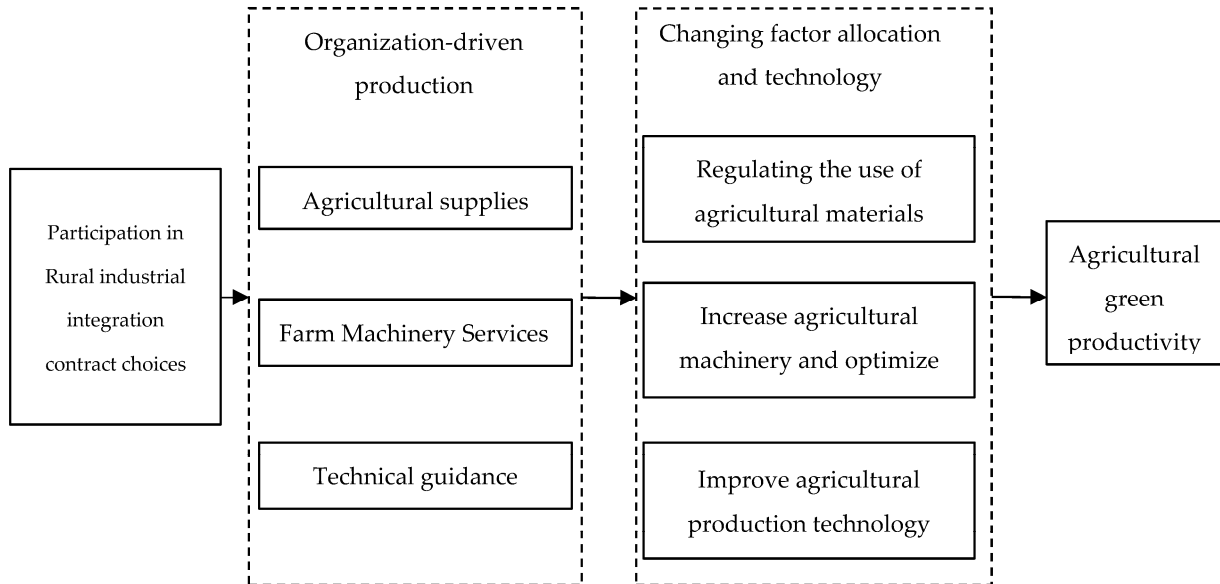 Participation in
Rural industrial
integration
contract choices
Organization-driven
production
Agricultural supplies
Farm Machinery Services
Technical guidance
Changing factor allocation
and technology
Regulating the use of
agricultural materials
Increase agricultural
machinery and optimize
Improve agricultural
production technology
Agricultural
green
productivity